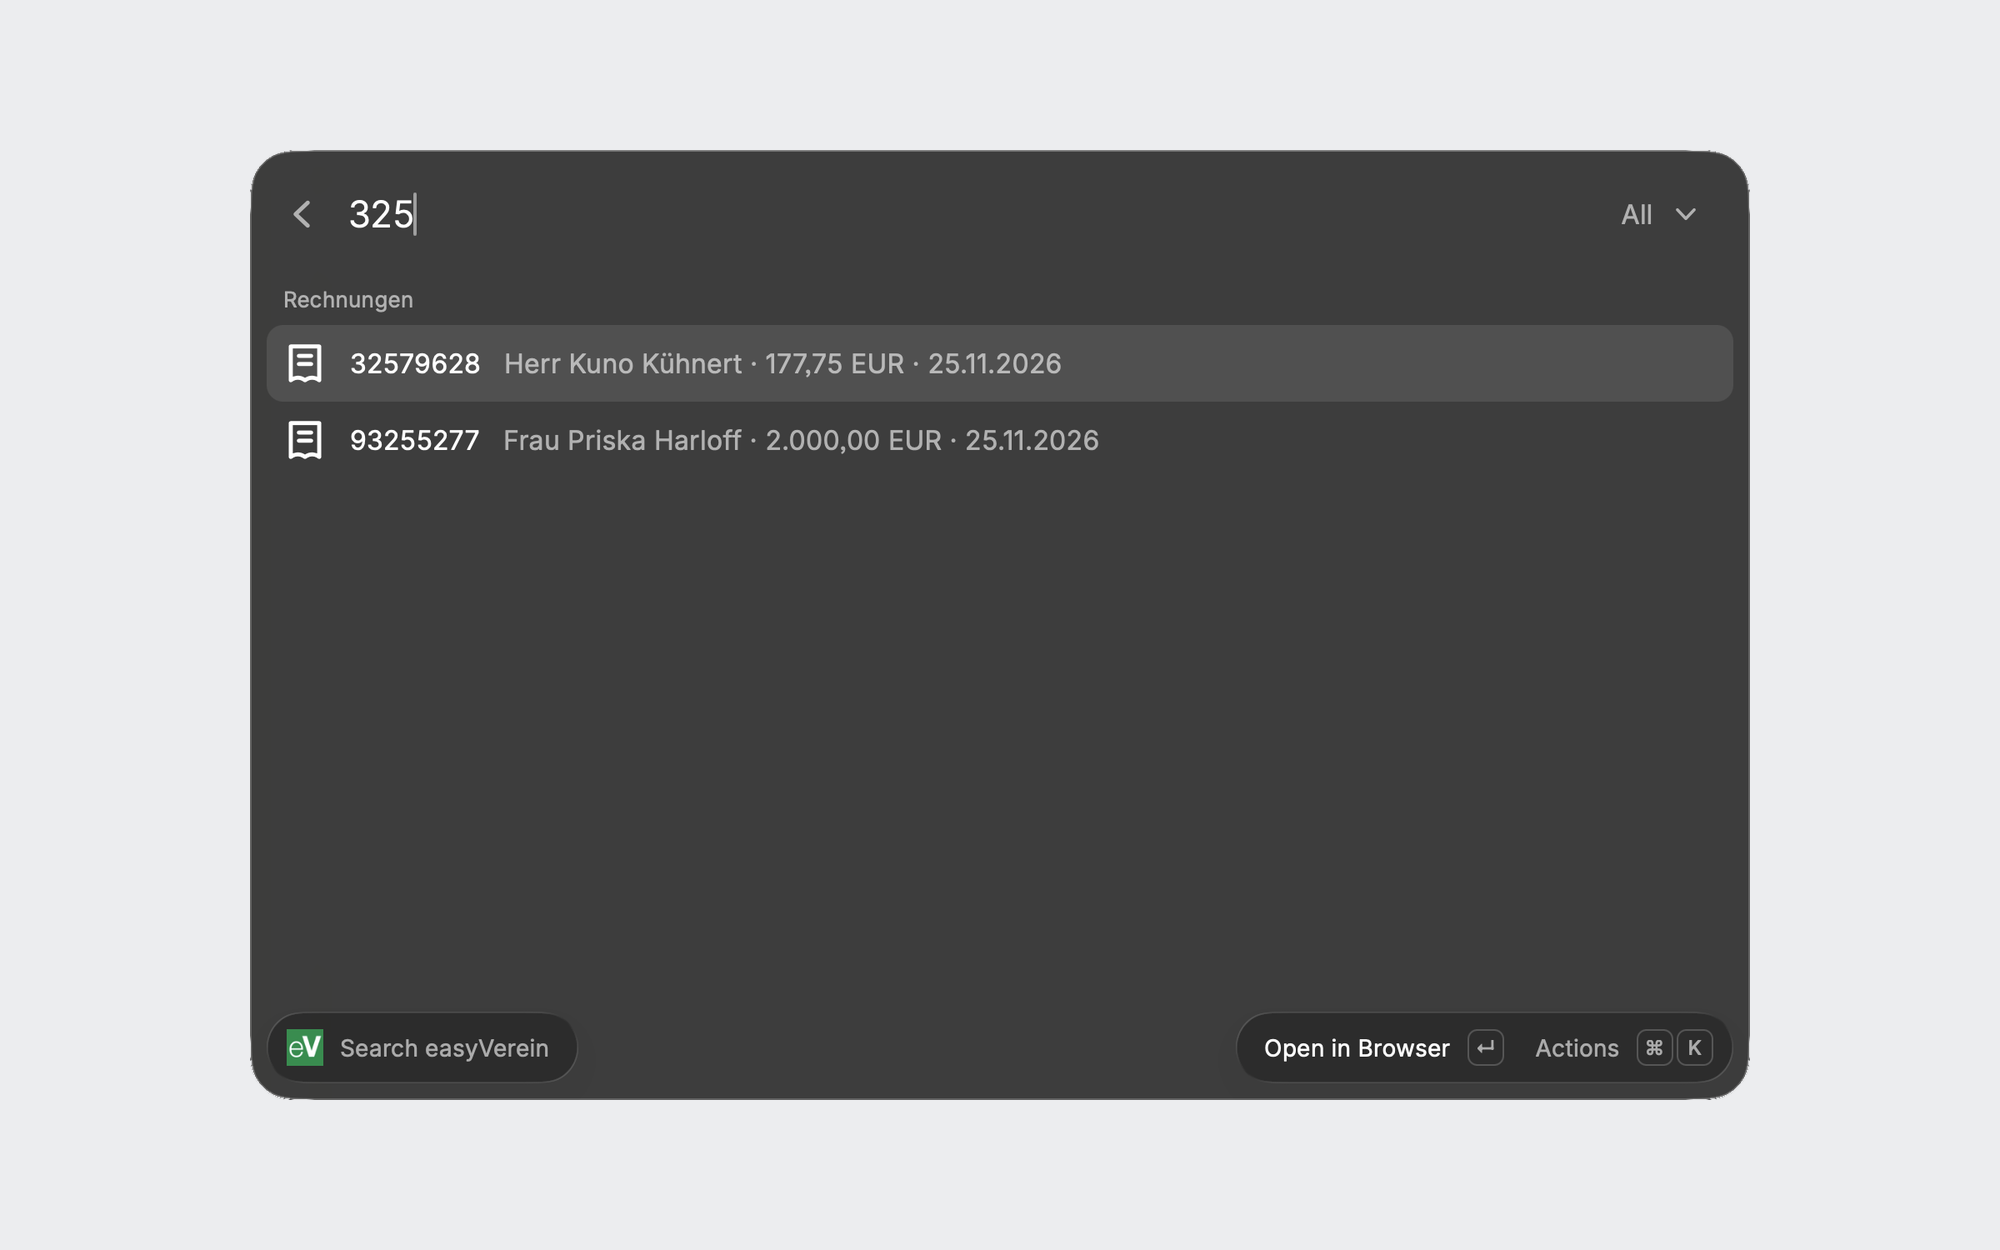 325
All
Rechnungen
32579628 Herr Kuno Kühnert · 177,75 EUR · 25.11.2026
93255277 Frau Priska Harloff · 2.000,00 EUR · 25.11.2026
eV Search easyVerein
Open in Browser ↵ Actions ⌘ K